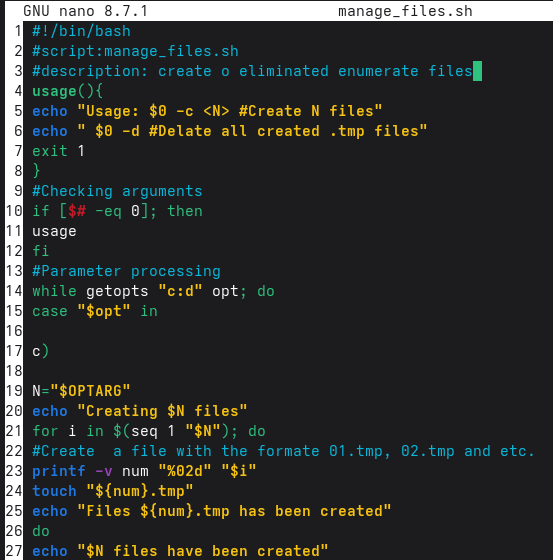 GNU nano 8.7.1 manage_files.sh
1 #!/bin/bash
2 #script:manage_files.sh
3 #description: create o eliminated enumerate files
4 usage(){
5 echo "Usage: $0 -c <N> #Create N files"
6 echo " $0 -d #Delate all created .tmp files"
7 exit 1
8 }
9 #Checking arguments
10 if [$# -eq 0]; then
11 usage
12 fi
13 #Parameter processing
14 while getopts "c:d" opt; do
15 case "$opt" in
16
17 c)
18
19 N="$OPTARG"
20 echo "Creating $N files"
21 for i in $(seq 1 "$N"); do
22 #Create  a file with the formate 01.tmp, 02.tmp and etc.
23 printf -v num "%02d" "$i"
24 touch "${num}.tmp"
25 echo "Files ${num}.tmp has been created"
26 do
27 echo "$N files have been created"